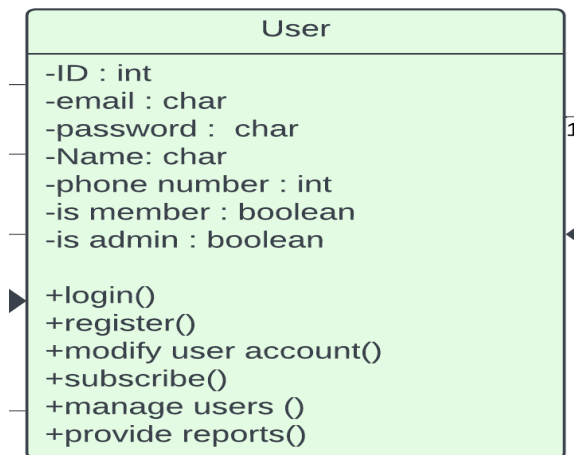 User
-ID : int
-email : char
-password :  char
-Name: char
-phone number : int
-is member : boolean
-is admin : boolean
1
+login()
+register()
+modify user account()
+subscribe()
+manage users ()
+provide reports()